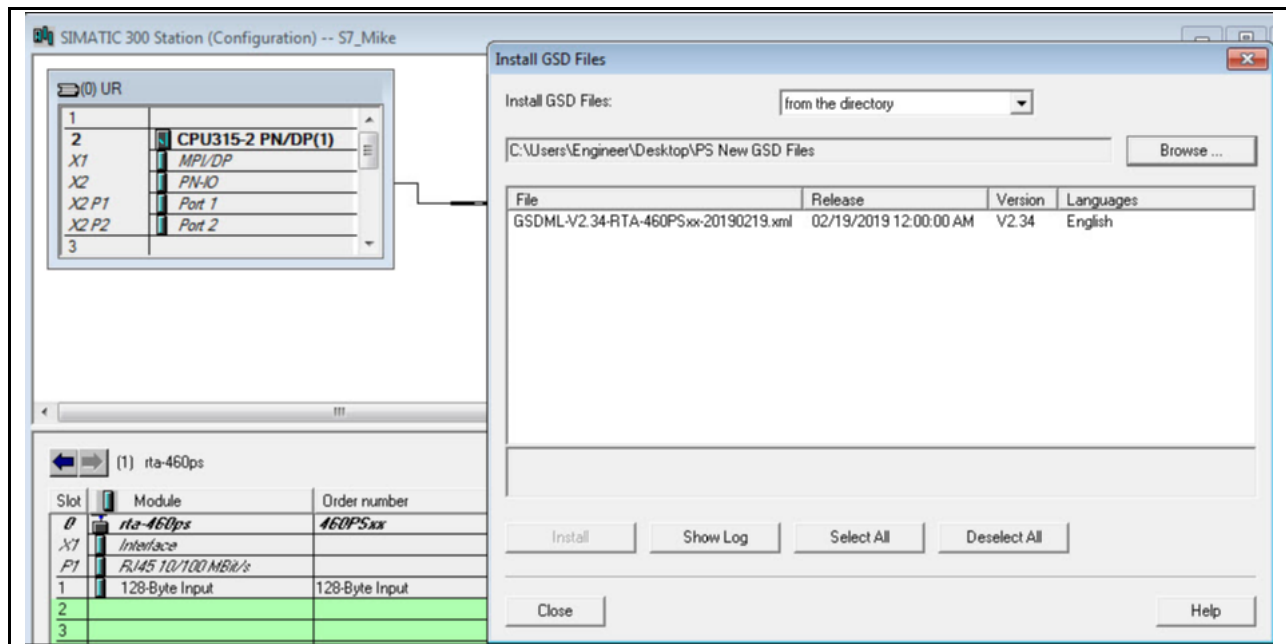 SIMATIC 300 Station (Configuration) -- S7_Mike
(0) UR
1
2 CPU315-2 PN/DP(1)
X1 MPI/DP
X2 PN-IO
X2 P1 Port 1
X2 P2 Port 2
3
(1) rta-460ps
Slot Module Order number
0 rta-460ps 460PSxx
X1 Interface
P1 RJ45 10/100 MBit/s
1 128-Byte Input 128-Byte Input
2
3
Install GSD Files
Install GSD Files: from the directory
C:\Users\Engineer\Desktop\PS New GSD Files Browse ...
File Release Version Languages
GSDML-V2.34-RTA-460PSxx-20190219.xml 02/19/2019 12:00:00 AM V2.34 English
Install Show Log Select All Deselect All
Close Help